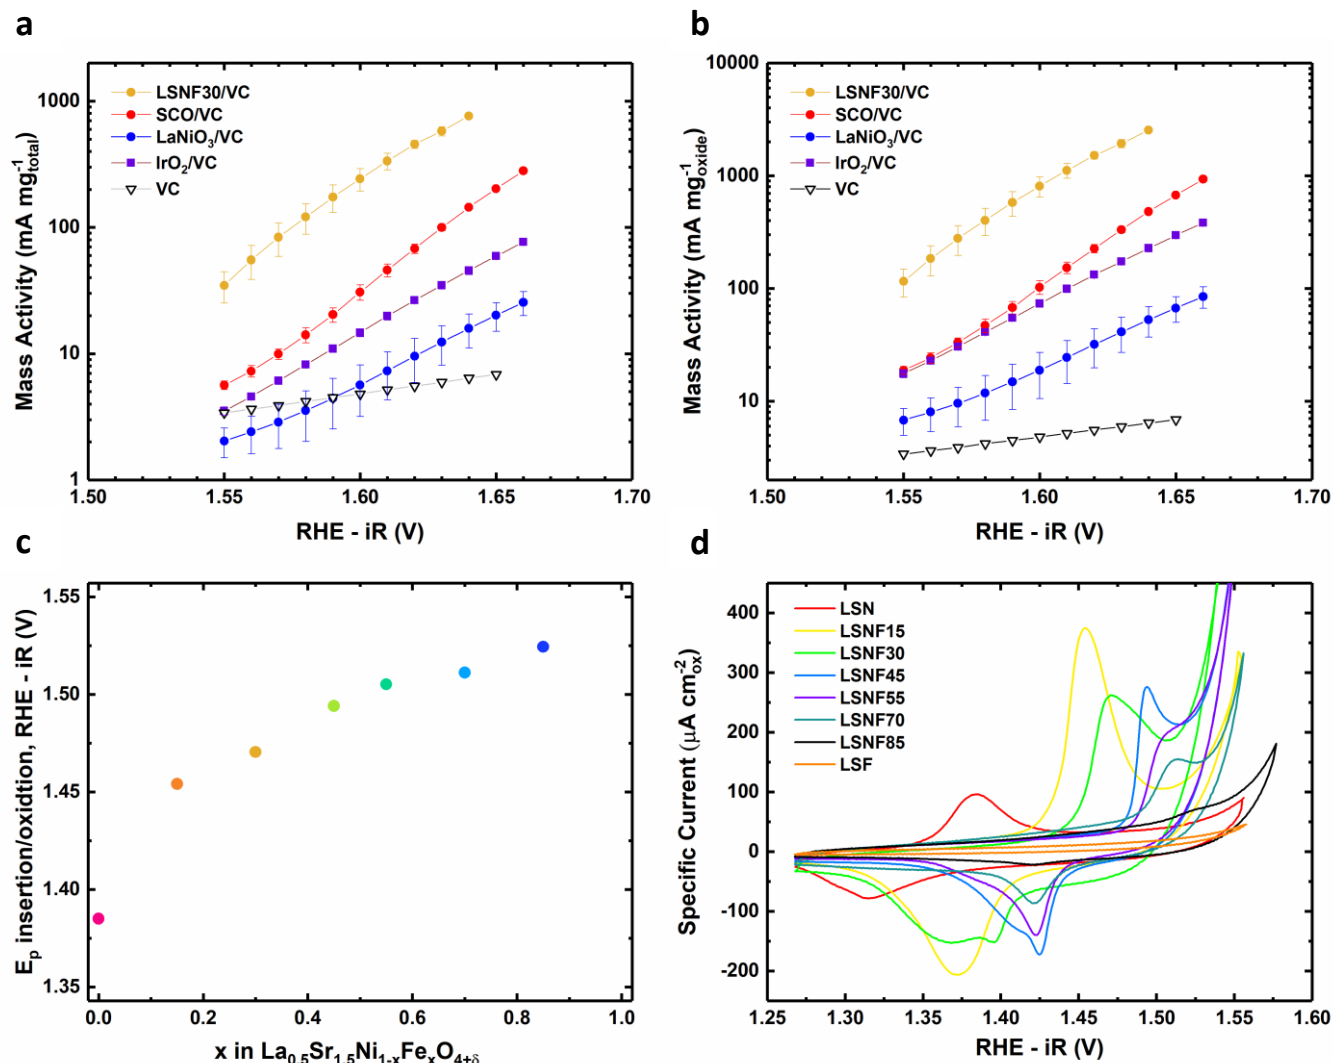 a
1000
100
10
1
1.50
1.55
1.60
1.65
1.70
Mass Activity (mA mg⁻¹total)
RHE - iR (V)
LSNF30/VC
SCO/VC
LaNiO₃/VC
IrO₂/VC
VC
b
10000
1000
100
10
1.50
1.55
1.60
1.65
1.70
Mass Activity (mA mg⁻¹oxide)
RHE - iR (V)
LSNF30/VC
SCO/VC
LaNiO₃/VC
IrO₂/VC
VC
c
1.55
1.50
1.45
1.40
1.35
0.0
0.2
0.4
0.6
0.8
1.0
Eₚ insertion/oxidtion, RHE - iR (V)
x in La₀.₅Sr₁.₅Ni₁₋ₓFeₓO₄₊δ
d
400
300
200
100
0
-100
-200
1.25
1.30
1.35
1.40
1.45
1.50
1.55
1.60
Specific Current (μA cm⁻²ox)
RHE - iR (V)
LSN
LSNF15
LSNF30
LSNF45
LSNF55
LSNF70
LSNF85
LSF